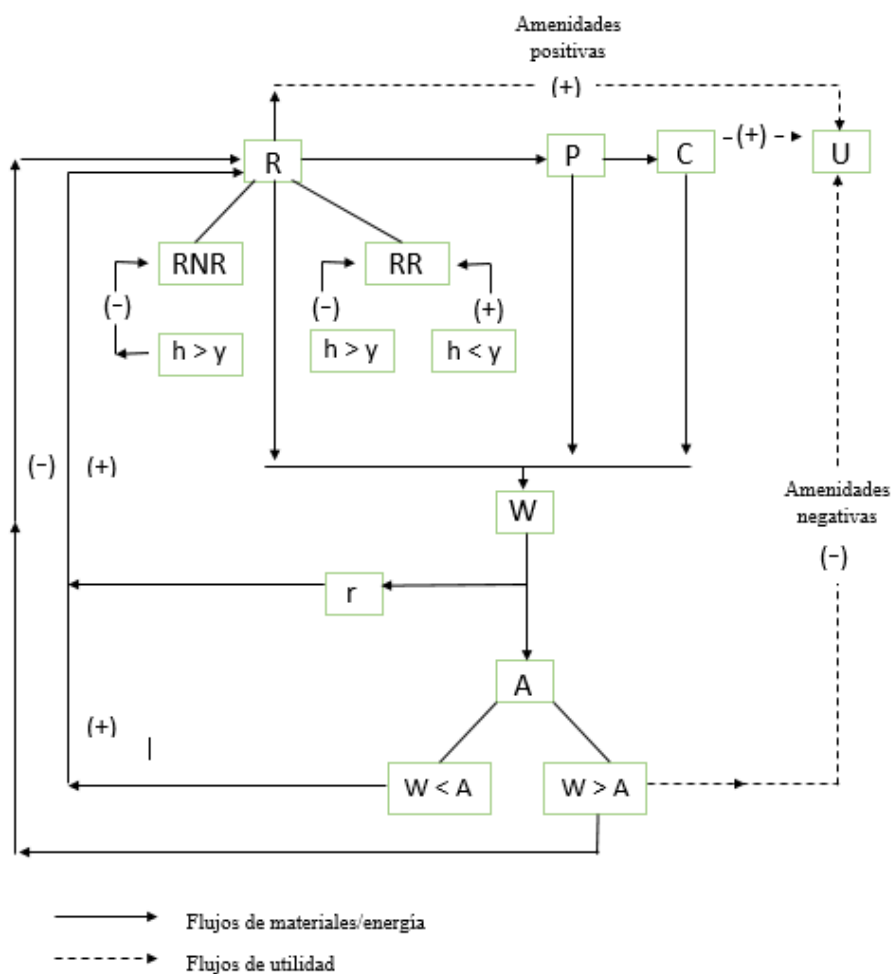 Amenidades
positivas
(+)
R
P
C
(+)
U
RNR
RR
(−)
(−)
(+)
h > y
h > y
h < y
(−)
(+)
W
Amenidades
negativas
(−)
r
A
(+)
W < A
W > A
Flujos de materiales/energía
Flujos de utilidad